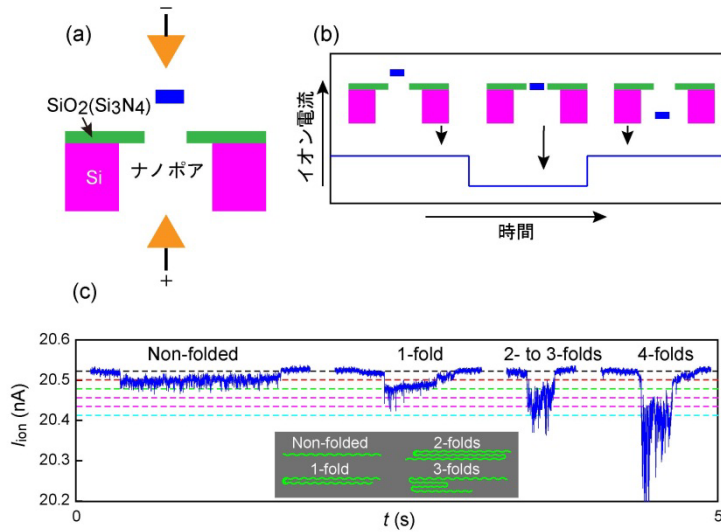 (a)
−
SiO2(Si3N4)
Si
ナノポア
+
(b)
イオン電流
時間
(c)
20.6
20.5
20.4
20.3
20.2
Iion (nA)
Non-folded
1-fold
2- to 3-folds
4-folds
Non-folded
2-folds
1-fold
3-folds
0
t (s)
5